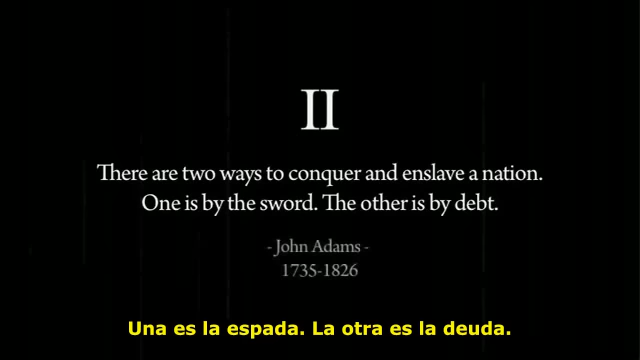 II
There are two ways to conquer and enslave a nation.
One is by the sword. The other is by debt.
- John Adams -
1735-1826
Una es la espada. La otra es la deuda.